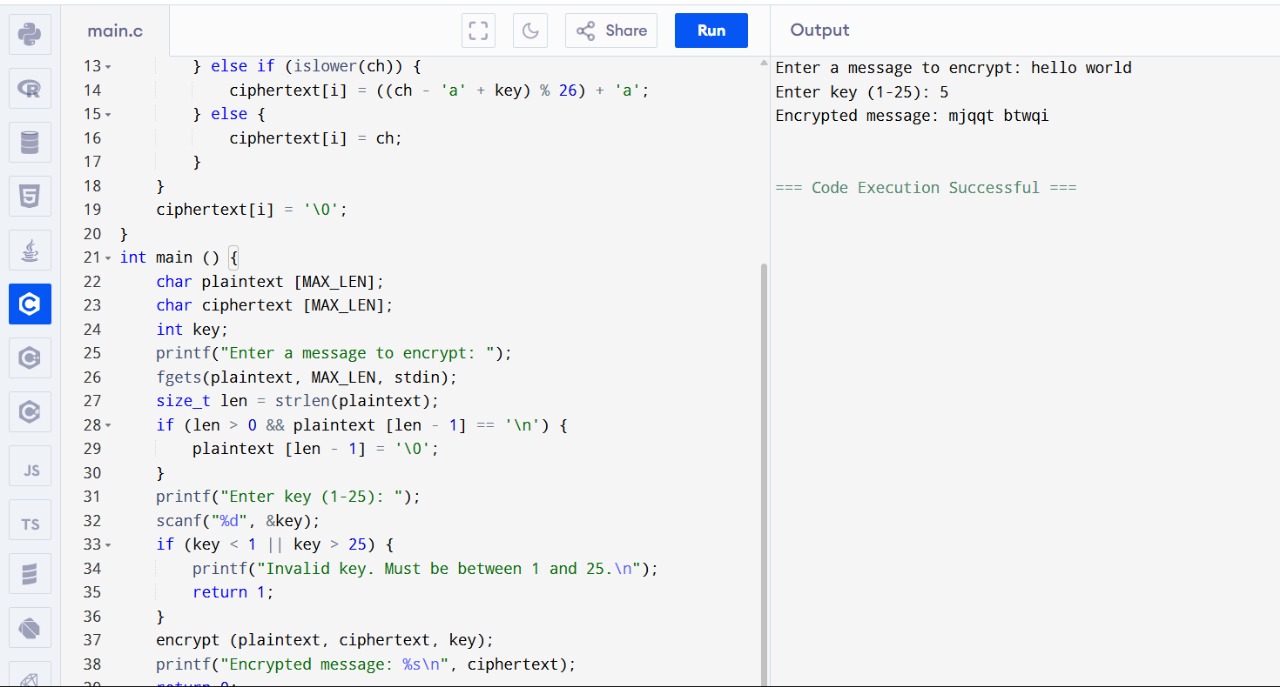 main.c
Share
Run
Output
13 } else if (islower(ch)) {
14 ciphertext[i] = ((ch - 'a' + key) % 26) + 'a';
15 } else {
16 ciphertext[i] = ch;
17 }
18 }
19 ciphertext[i] = '\0';
20 }
21 int main () {
22 char plaintext [MAX_LEN];
23 char ciphertext [MAX_LEN];
24 int key;
25 printf("Enter a message to encrypt: ");
26 fgets(plaintext, MAX_LEN, stdin);
27 size_t len = strlen(plaintext);
28 if (len > 0 && plaintext [len - 1] == '\n') {
29 plaintext [len - 1] = '\0';
30 }
31 printf("Enter key (1-25): ");
32 scanf("%d", &key);
33 if (key < 1 || key > 25) {
34 printf("Invalid key. Must be between 1 and 25.\n");
35 return 1;
36 }
37 encrypt (plaintext, ciphertext, key);
38 printf("Encrypted message: %s\n", ciphertext);
39 return 0;
Enter a message to encrypt: hello world
Enter key (1-25): 5
Encrypted message: mjqqt btwqi
=== Code Execution Successful ===
R
5
C
C
C
JS
TS